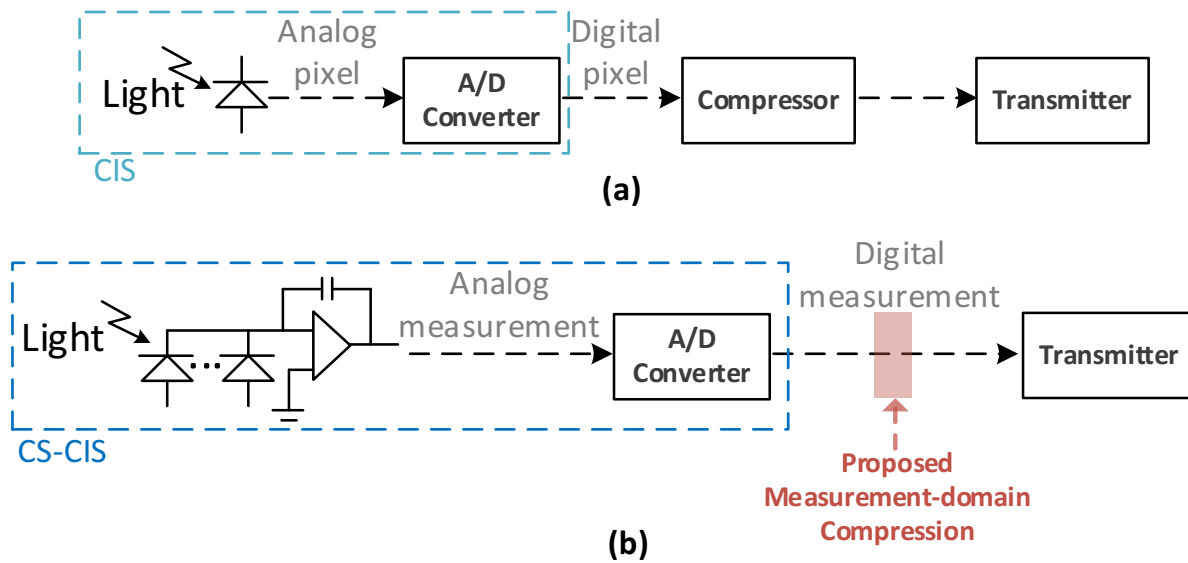 Analog
pixel
Digital
pixel
Light
A/D
Converter
Compressor
Transmitter
CIS
(a)
Analog
measurement
Digital
measurement
Light
A/D
Converter
Transmitter
CS-CIS
Proposed
Measurement-domain
Compression
(b)